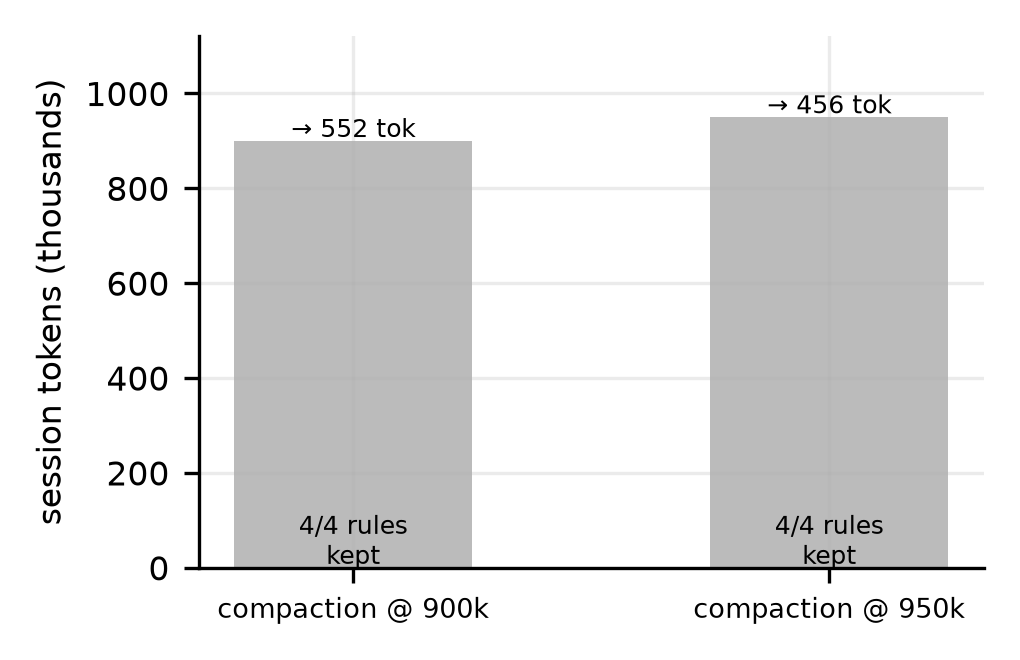 session tokens (thousands)
1000
800
600
400
200
0
→ 552 tok
→ 456 tok
4/4 rules
kept
4/4 rules
kept
compaction @ 900k
compaction @ 950k